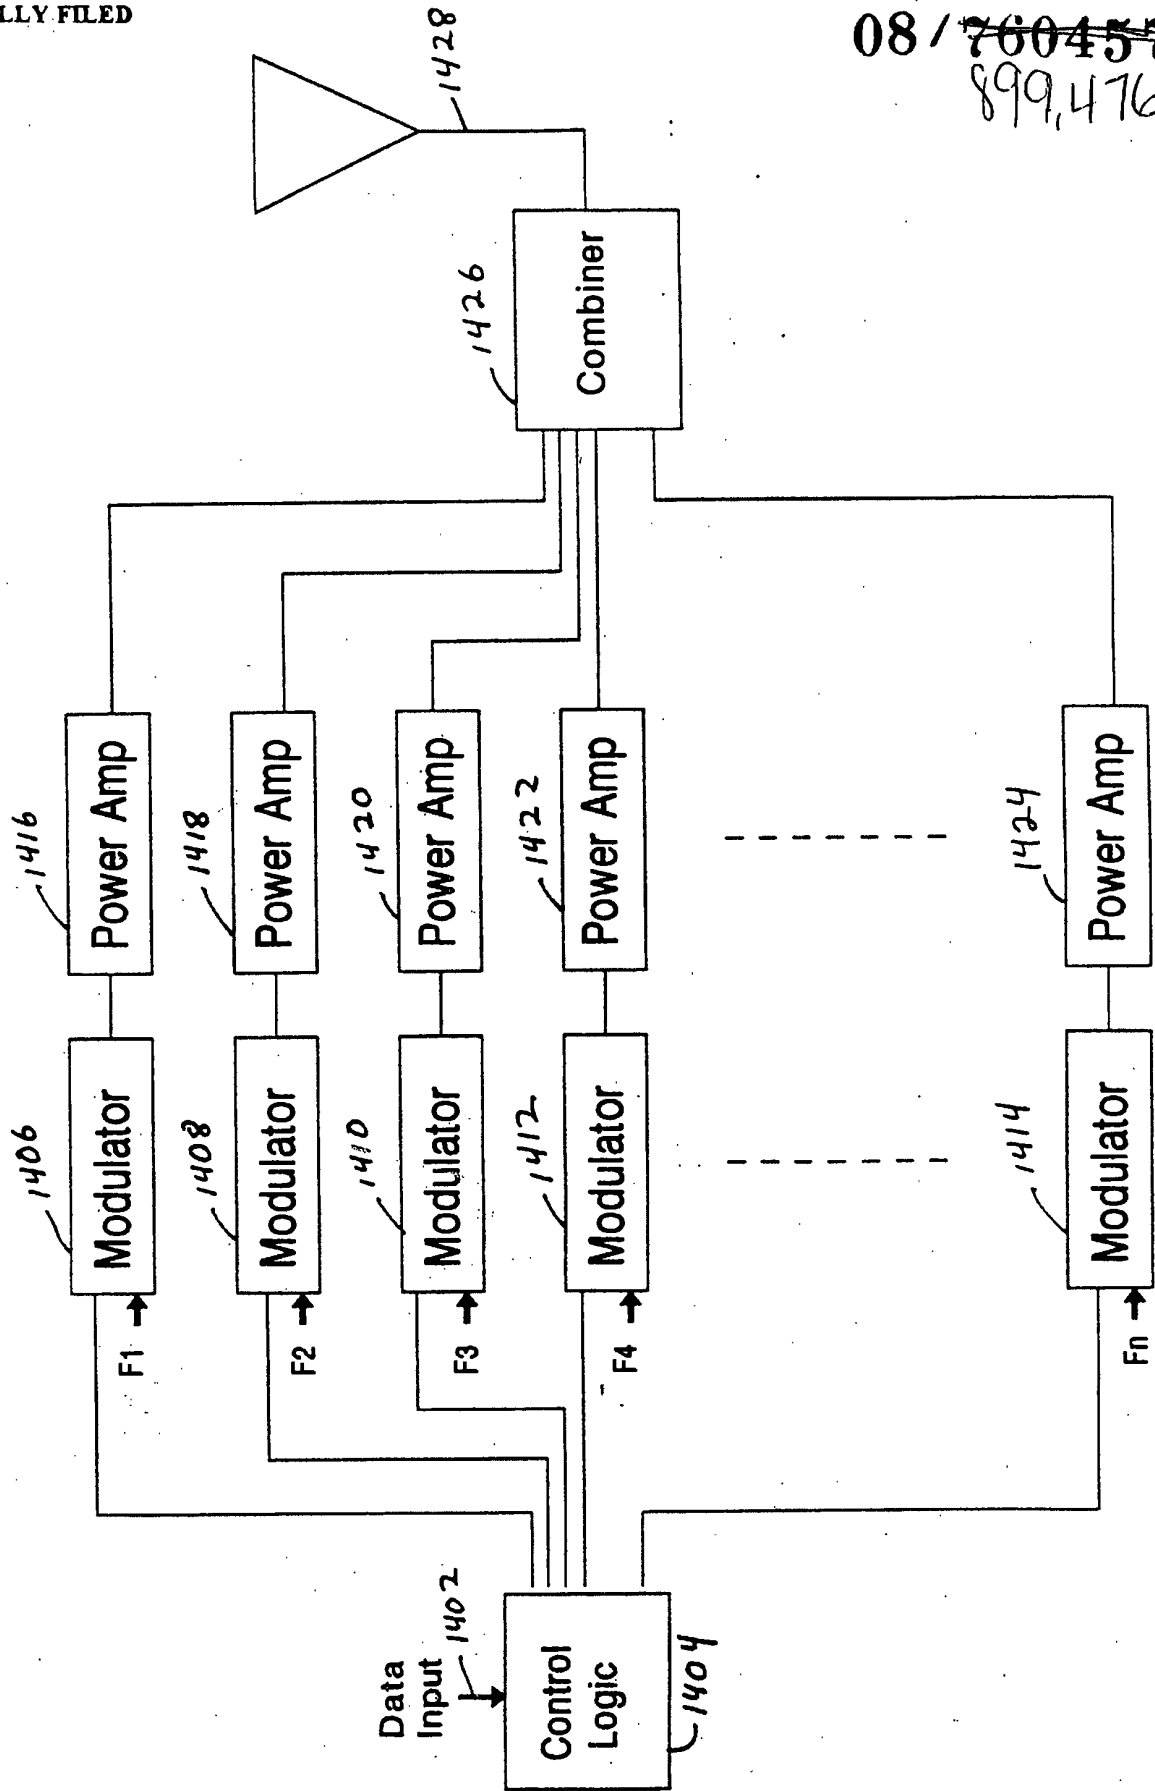 LLY FILED
08/760457
899,476
Data
Input
1402
Control
Logic
1404
F1
Modulator
1406
Power Amp
1416
F2
Modulator
1408
Power Amp
1418
F3
Modulator
1410
Power Amp
1420
F4
Modulator
1412
Power Amp
1422
Fn
Modulator
1414
Power Amp
1424
Combiner
1426
1428